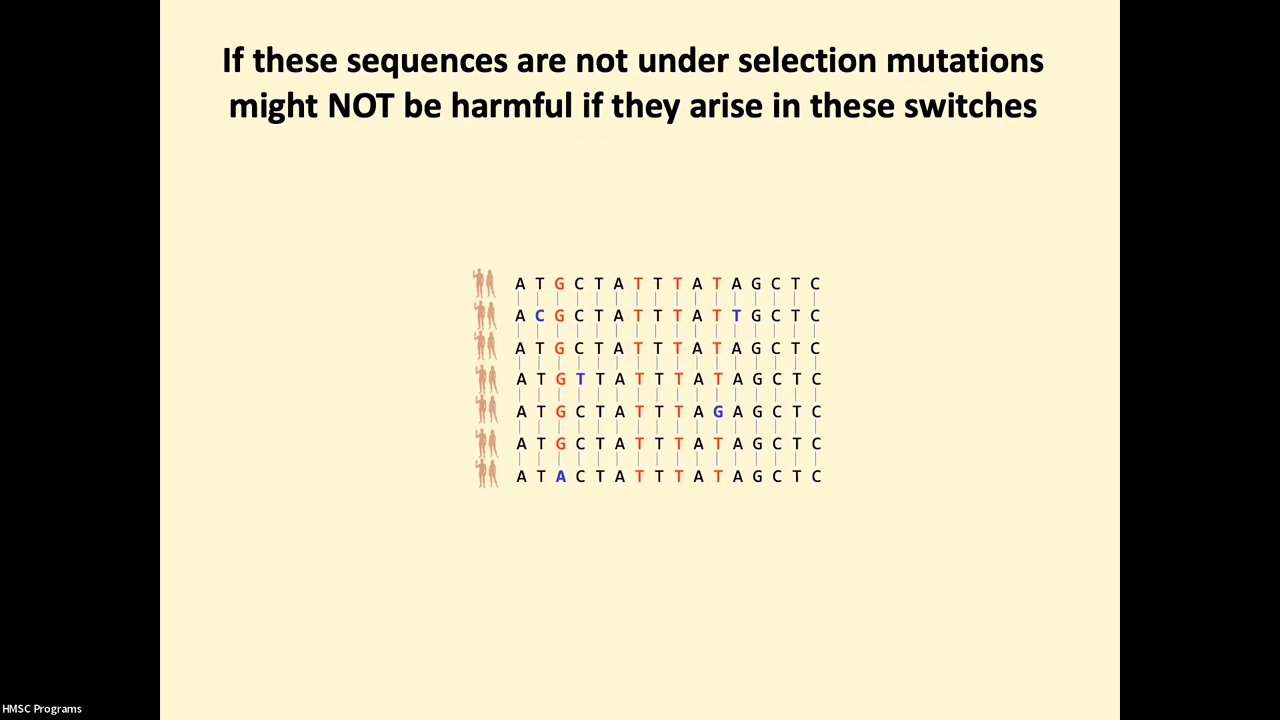 If these sequences are not under selection mutations
might NOT be harmful if they arise in these switches
A T G C T A T T T A T A G C T C
A C G C T A T T T A T T G C T C
A T G C T A T T T A T A G C T C
A T G T T A T T T A T A G C T C
A T G C T A T T T A G A G C T C
A T G C T A T T T A T A G C T C
A T A C T A T T T A T A G C T C
HMSC Programs